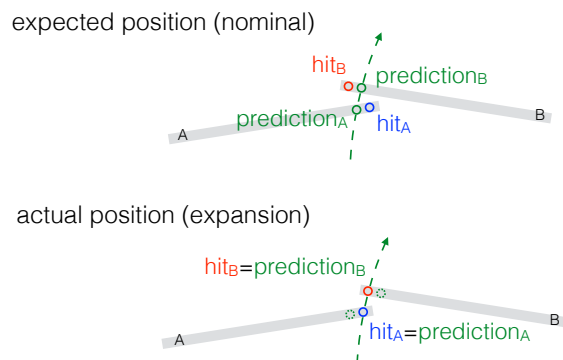 expected position (nominal)
hitB
predictionB
predictionA
hitA
A
B
actual position (expansion)
hitB=predictionB
hitA=predictionA
A
B